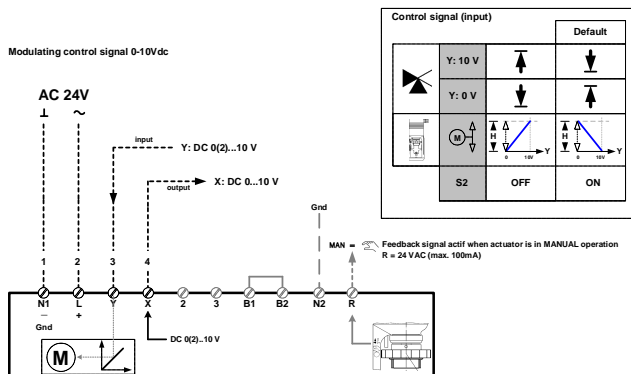 Control signal (input)
Default
Y: 10 V
Y: 0 V
M
H
Y
0
10V
H
Y
0
10V
S2
OFF
ON
Modulating control signal 0-10Vdc
AC 24V
⊥
~
input
Y: DC 0(2)...10 V
output
X: DC 0...10 V
Gnd
MAN =
Feedback signal actif when actuator is in MANUAL operation
R = 24 VAC (max. 100mA)
1
2
3
4
N1
L
Y
X
2
3
B1
B2
N2
R
–
+
Gnd
DC 0(2)..10 V
M